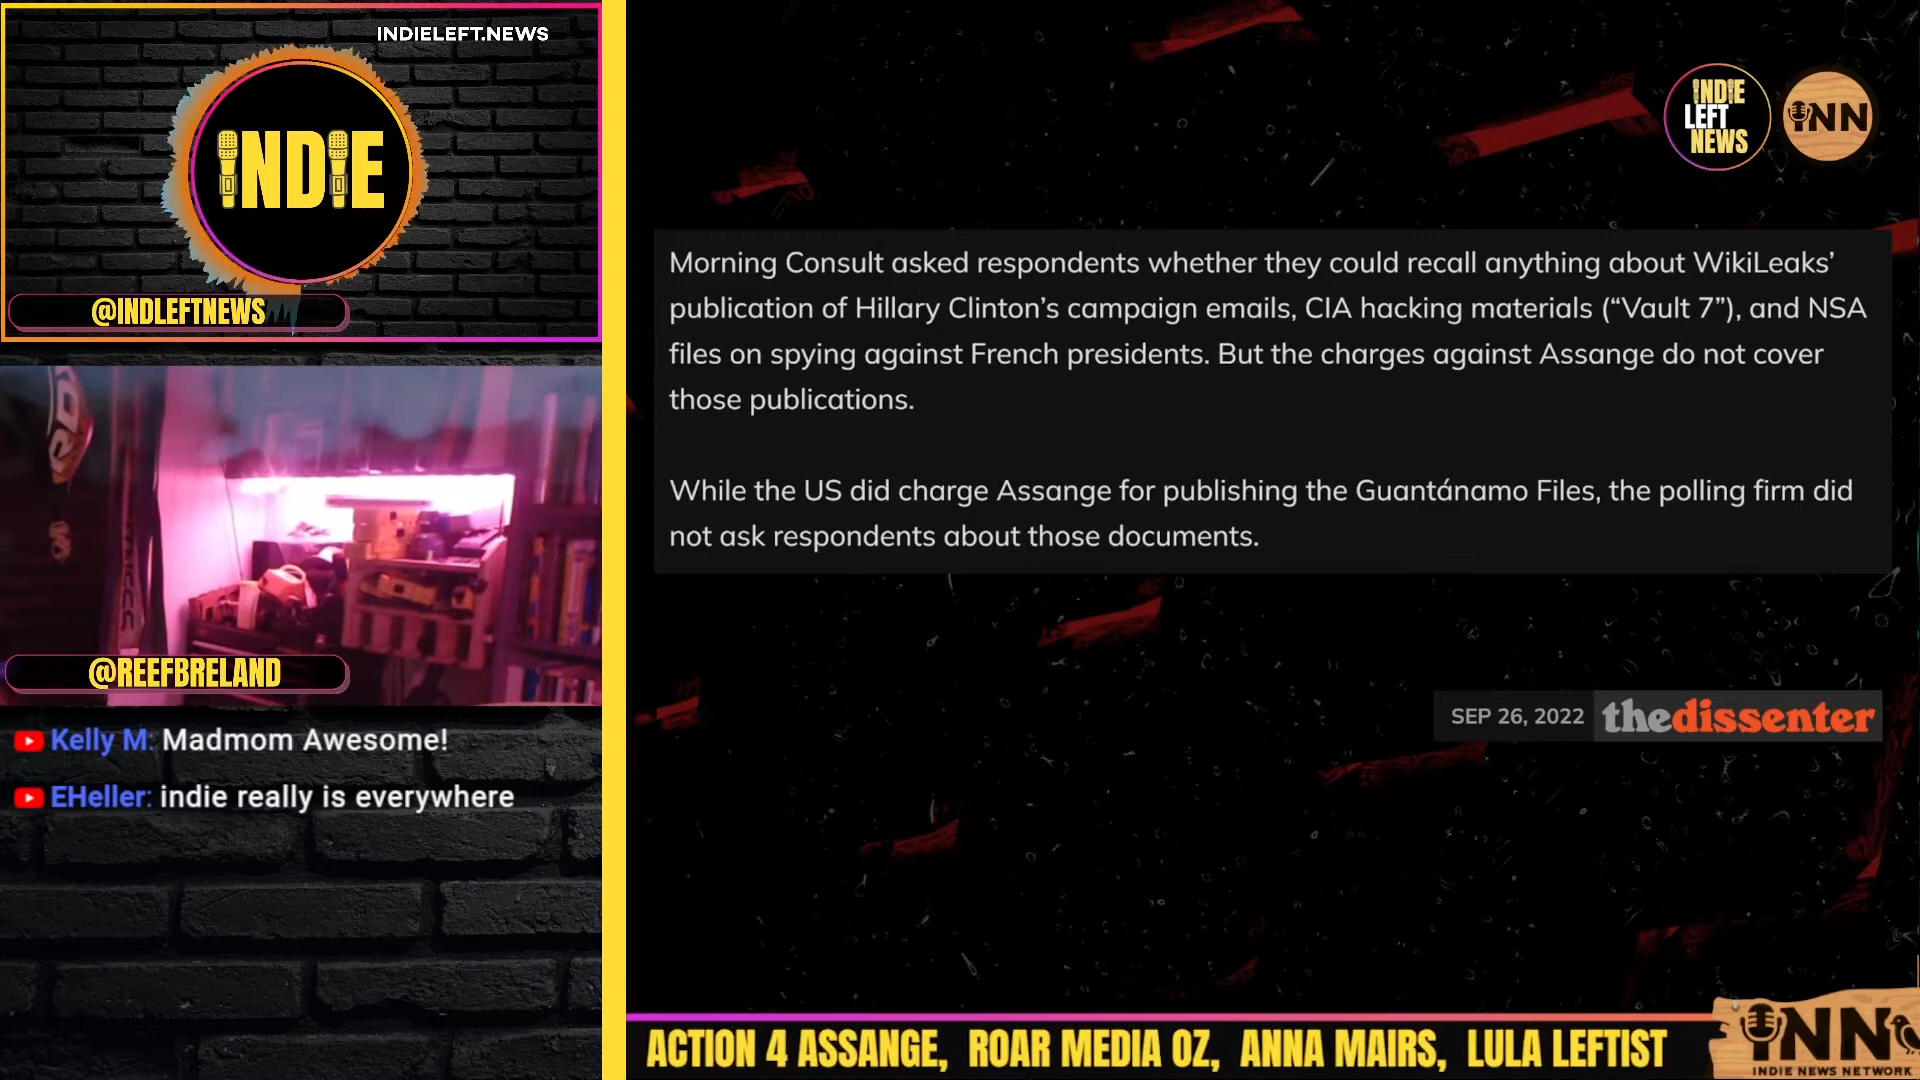 INDIELEFT.NEWS
INDIE
@INDLEFTNEWS
@REEFBRELAND
Kelly M: Madmom Awesome!
EHeller: indie really is everywhere
INDIE
LEFT
NEWS
INN
Morning Consult asked respondents whether they could recall anything about WikiLeaks’
publication of Hillary Clinton’s campaign emails, CIA hacking materials (“Vault 7”), and NSA
files on spying against French presidents. But the charges against Assange do not cover
those publications.
While the US did charge Assange for publishing the Guantánamo Files, the polling firm did
not ask respondents about those documents.
SEP 26, 2022 thedissenter
ACTION 4 ASSANGE, ROAR MEDIA OZ, ANNA MAIRS, LULA LEFTIST
INN
INDIE NEWS NETWORK